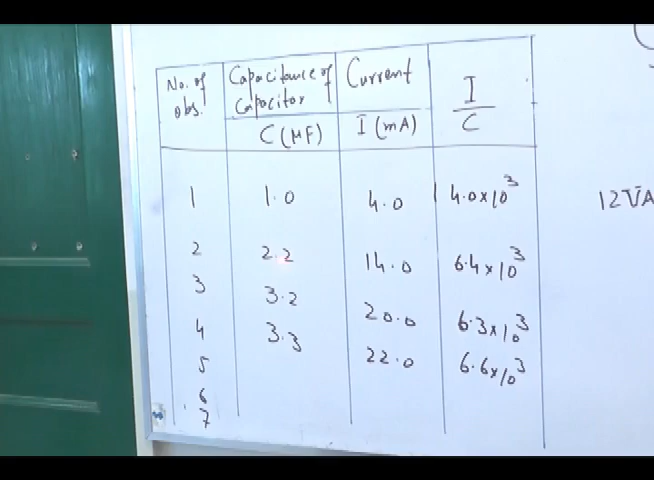 No. of obs. | Capacitance of Capacitor C (μF) | Current I (mA) | I/C
1 | 1.0 | 4.0 | 4.0×10³
2 | 2.2 | 14.0 | 6.4×10³
3 | 3.2 | 20.0 | 6.3×10³
4 | 3.3 | 22.0 | 6.6×10³
5
6
7
12VA